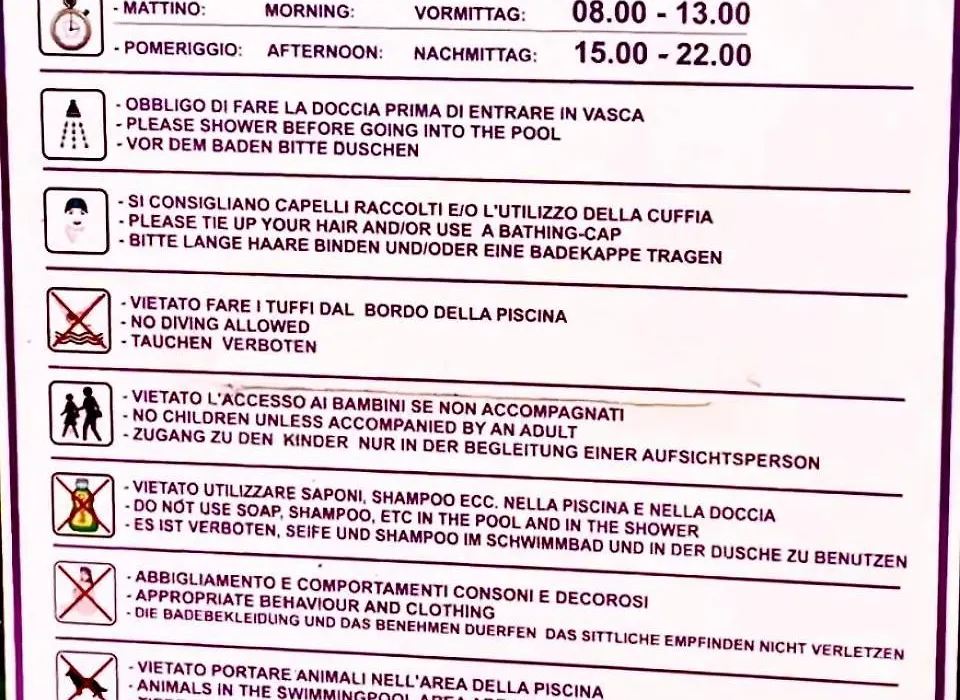 - MATTINO: MORNING: VORMITTAG: 08.00 - 13.00
- POMERIGGIO: AFTERNOON: NACHMITTAG: 15.00 - 22.00
- OBBLIGO DI FARE LA DOCCIA PRIMA DI ENTRARE IN VASCA
- PLEASE SHOWER BEFORE GOING INTO THE POOL
- VOR DEM BADEN BITTE DUSCHEN
- SI CONSIGLIANO CAPELLI RACCOLTI E/O L'UTILIZZO DELLA CUFFIA
- PLEASE TIE UP YOUR HAIR AND/OR USE A BATHING-CAP
- BITTE LANGE HAARE BINDEN UND/ODER EINE BADEKAPPE TRAGEN
- VIETATO FARE I TUFFI DAL BORDO DELLA PISCINA
- NO DIVING ALLOWED
- TAUCHEN VERBOTEN
- VIETATO L'ACCESSO AI BAMBINI SE NON ACCOMPAGNATI
- NO CHILDREN UNLESS ACCOMPANIED BY AN ADULT
- ZUGANG ZU DEN KINDER NUR IN DER BEGLEITUNG EINER AUFSICHTSPERSON
- VIETATO UTILIZZARE SAPONI, SHAMPOO ECC. NELLA PISCINA E NELLA DOCCIA
- DO NOT USE SOAP, SHAMPOO, ETC IN THE POOL AND IN THE SHOWER
- ES IST VERBOTEN, SEIFE UND SHAMPOO IM SCHWIMMBAD UND IN DER DUSCHE ZU BENUTZEN
- ABBIGLIAMENTO E COMPORTAMENTI CONSONI E DECOROSI
- APPROPRIATE BEHAVIOUR AND CLOTHING
- DIE BADEBEKLEIDUNG UND DAS BENEHMEN DUERFEN DAS SITTLICHE EMPFINDEN NICHT VERLETZEN
- VIETATO PORTARE ANIMALI NELL'AREA DELLA PISCINA
- ANIMALS IN THE SWIMMINGPOOL AREA